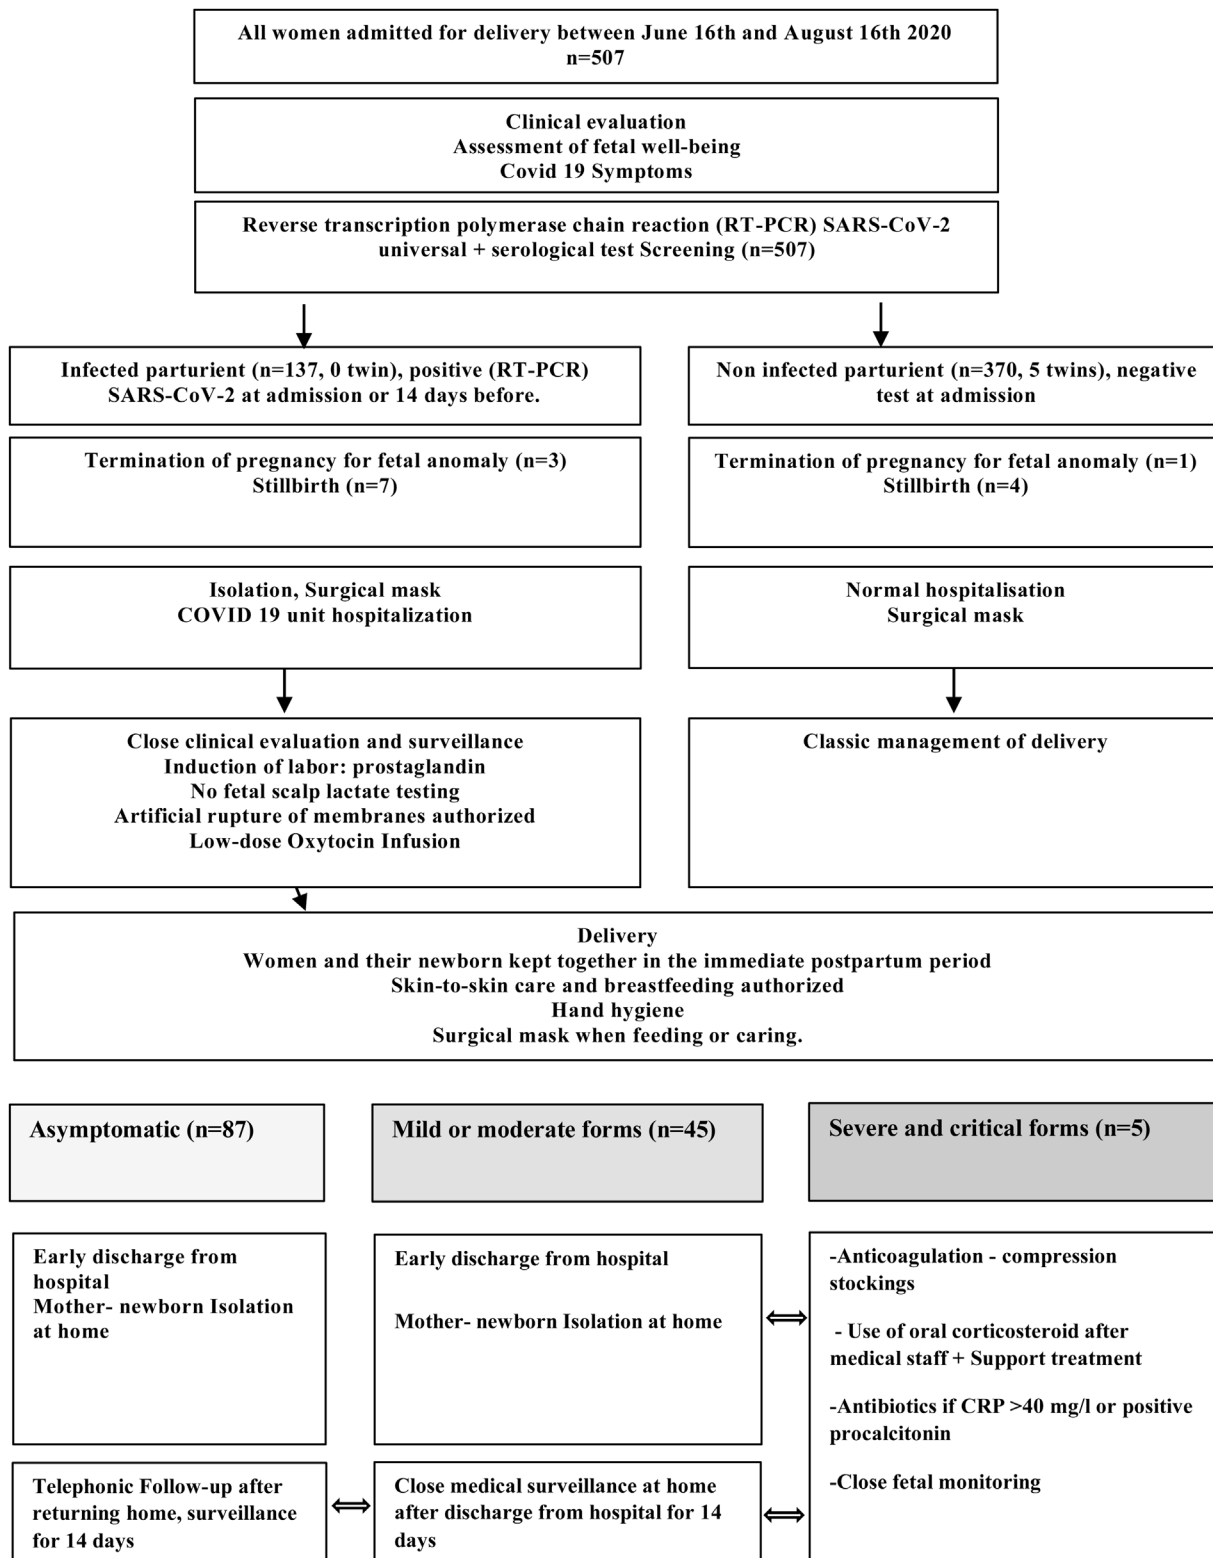 All women admitted for delivery between June 16th and August 16th 2020
n=507
Clinical evaluation
Assessment of fetal well-being
Covid 19 Symptoms
Reverse transcription polymerase chain reaction (RT-PCR) SARS-CoV-2
universal + serological test Screening (n=507)
Infected parturient (n=137, 0 twin), positive (RT-PCR)
SARS-CoV-2 at admission or 14 days before.
Non infected parturient (n=370, 5 twins), negative
test at admission
Termination of pregnancy for fetal anomaly (n=3)
Stillbirth (n=7)
Termination of pregnancy for fetal anomaly (n=1)
Stillbirth (n=4)
Isolation, Surgical mask
COVID 19 unit hospitalization
Normal hospitalisation
Surgical mask
Close clinical evaluation and surveillance
Induction of labor: prostaglandin
No fetal scalp lactate testing
Artificial rupture of membranes authorized
Low-dose Oxytocin Infusion
Classic management of delivery
Delivery
Women and their newborn kept together in the immediate postpartum period
Skin-to-skin care and breastfeeding authorized
Hand hygiene
Surgical mask when feeding or caring.
Asymptomatic (n=87)
Mild or moderate forms (n=45)
Severe and critical forms (n=5)
Early discharge from
hospital
Mother- newborn Isolation
at home
Early discharge from hospital
Mother- newborn Isolation at home
-Anticoagulation - compression
stockings
- Use of oral corticosteroid after
medical staff + Support treatment
-Antibiotics if CRP >40 mg/l or positive
procalcitonin
-Close fetal monitoring
Telephonic Follow-up after
returning home, surveillance
for 14 days
Close medical surveillance at home
after discharge from hospital for 14
days